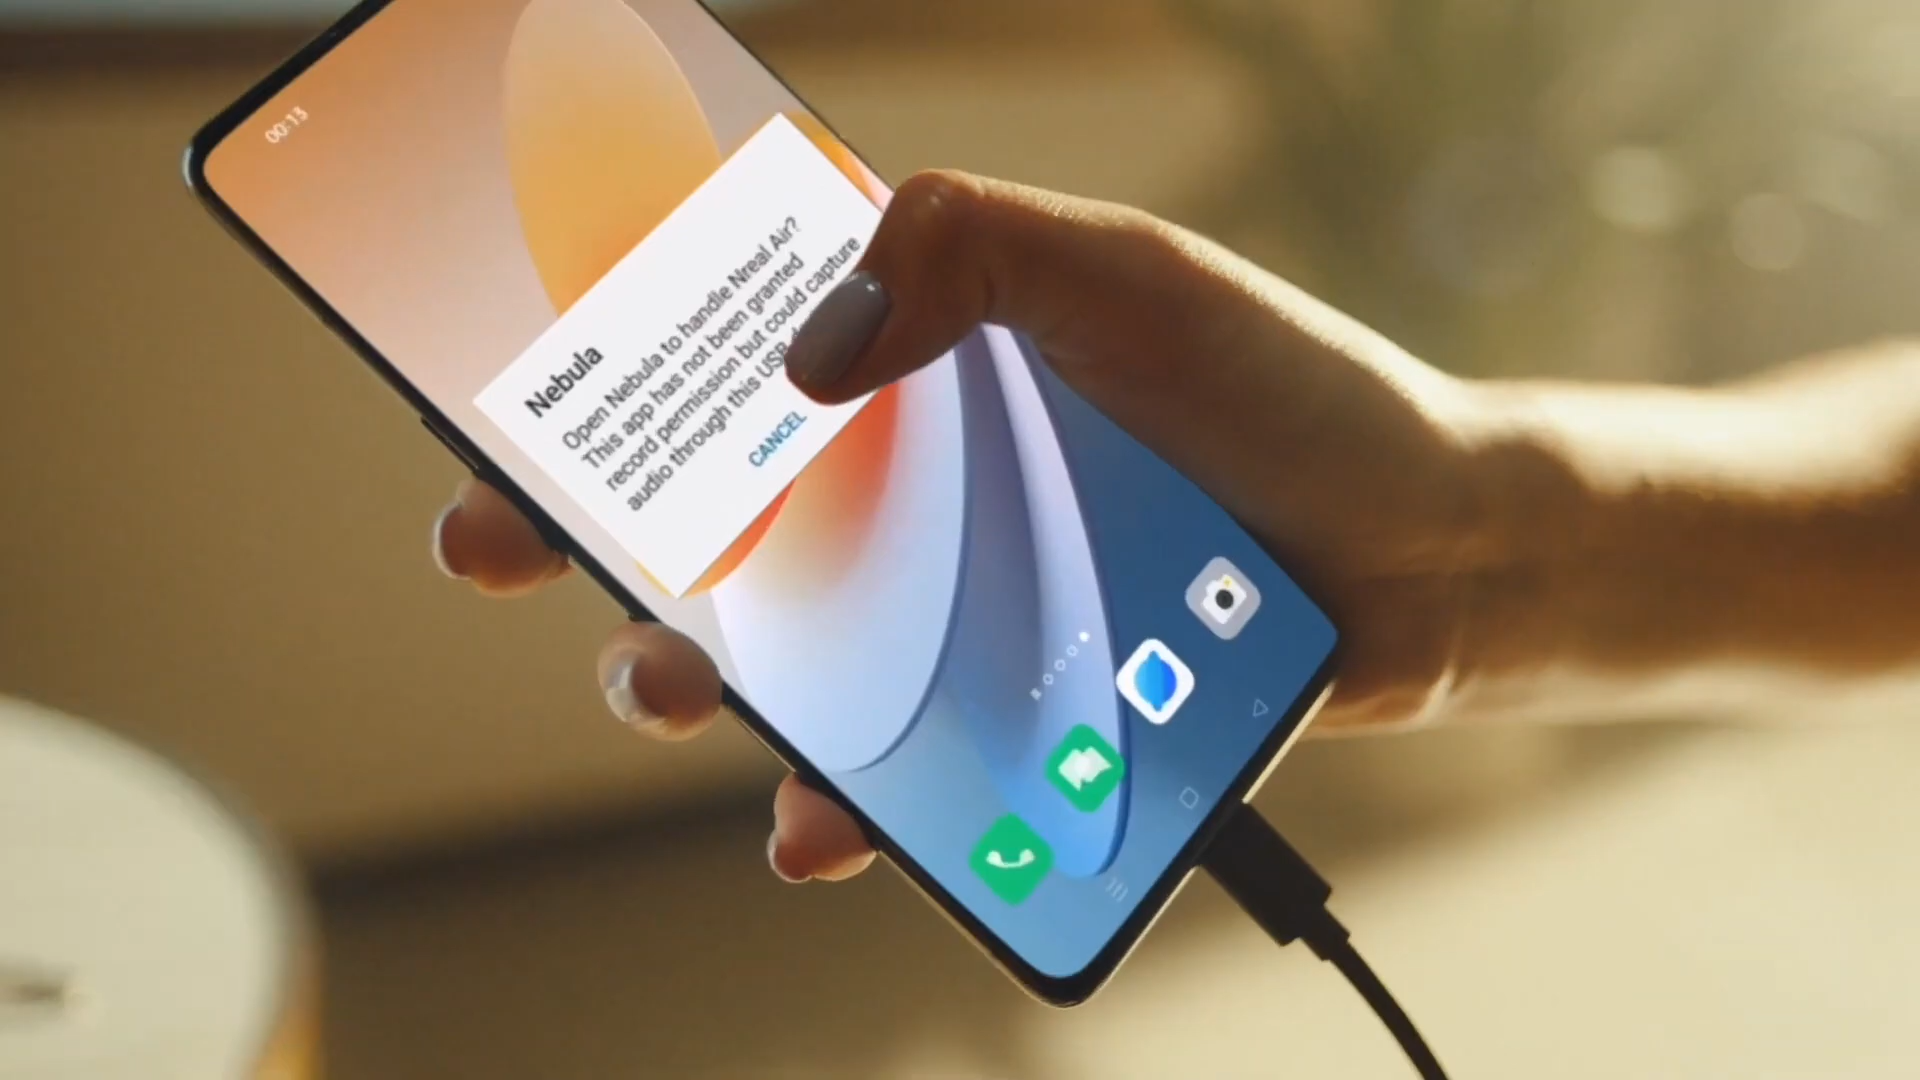 00:13
Nebula
Open Nebula to handle Nreal Air?
This app has not been granted
record permission but could capture
audio through this USB
CANCEL